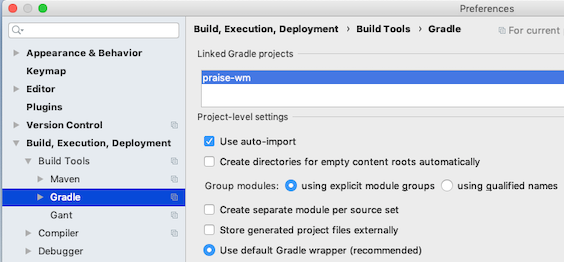 Preferences
Build, Execution, Deployment › Build Tools › Gradle For current
Linked Gradle projects
praise-wm
Project-level settings
Use auto-import
Create directories for empty content roots automatically
Group modules: using explicit module groups using qualified names
Create separate module per source set
Store generated project files externally
Use default Gradle wrapper (recommended)
Appearance & Behavior
Keymap
Editor
Plugins
Version Control
Build, Execution, Deployment
Build Tools
Maven
Gradle
Gant
Compiler
Debugger